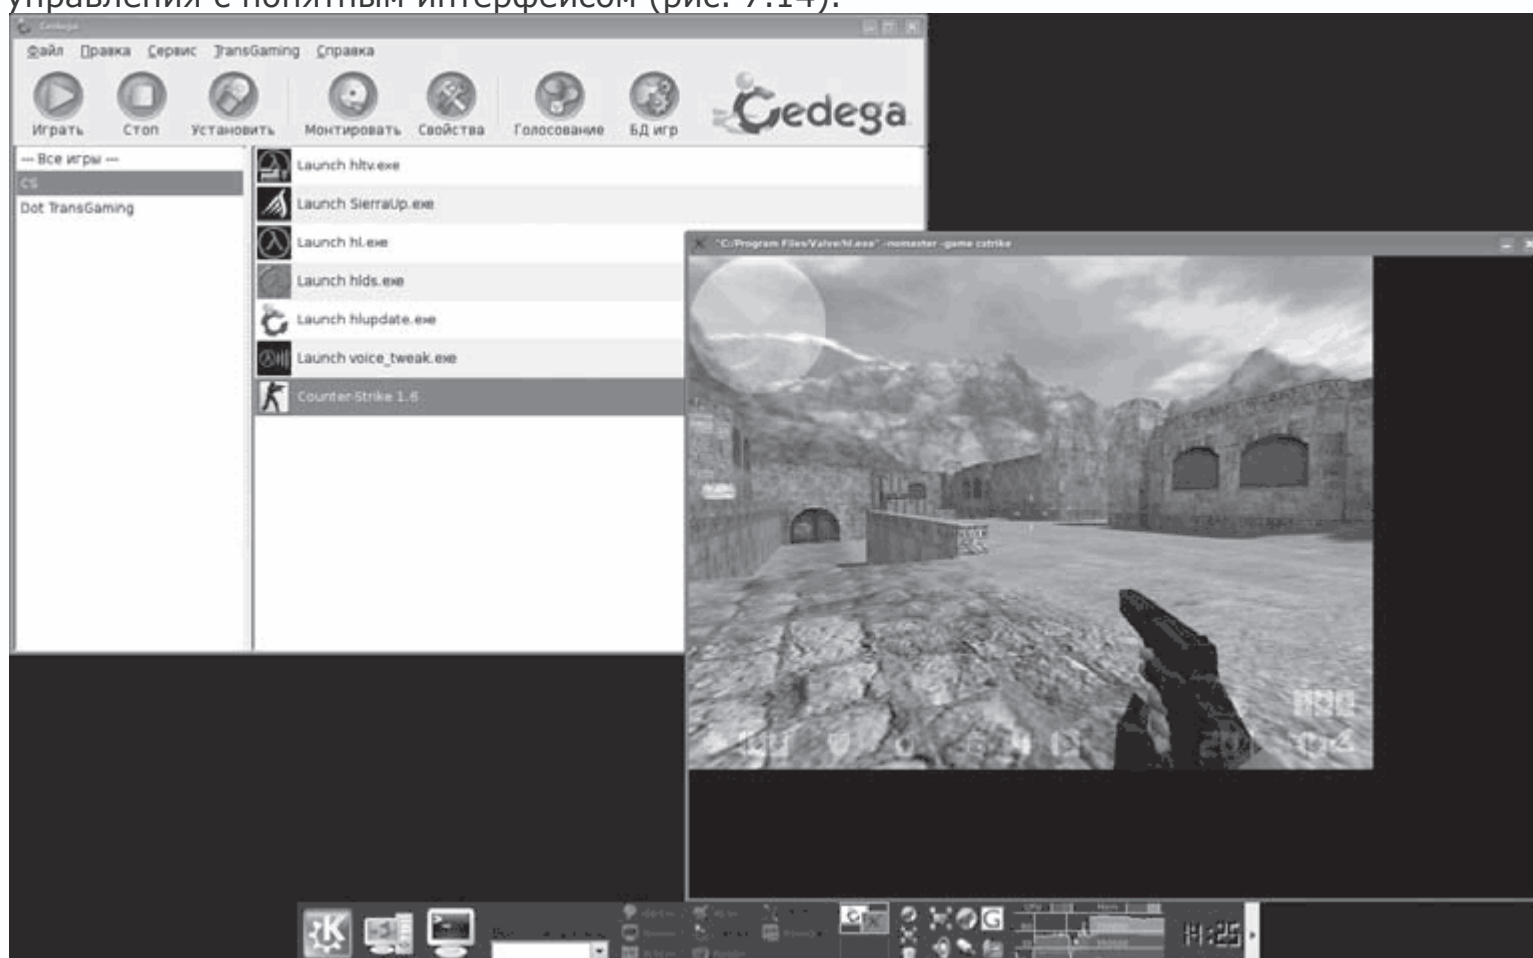 управления с понятным интерфейсом (рис. 7.14).
Cedega
Файл Правка Сервис TransGaming Справка
Играть Стоп Установить Монтировать Свойства Голосование БД игр
Cedega
--- Все игры ---
CS
Dot TransGaming
Launch hltv.exe
Launch SierraUp.exe
Launch hl.exe
Launch hlds.exe
Launch hlupdate.exe
Launch voice_tweak.exe
Counter-Strike 1.6
"C:/Program Files/Valve/hl.exe" -nomaster -game cstrike
G
14:25